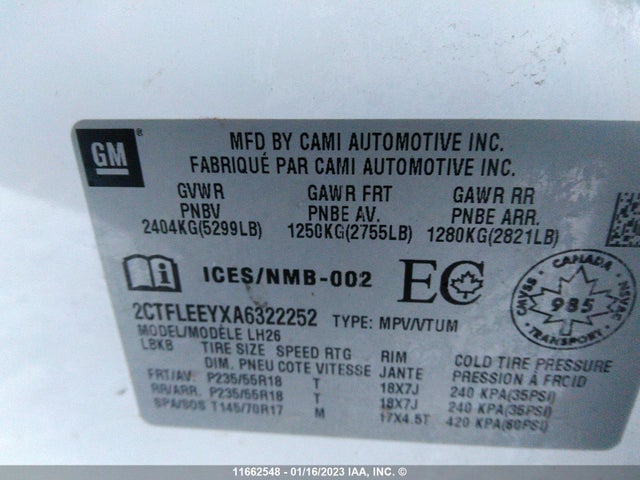 GM ®
MFD BY CAMI AUTOMOTIVE INC.
FABRIQUÉ PAR CAMI AUTOMOTIVE INC.
GVWR GAWR FRT GAWR RR
PNBV PNBE AV. PNBE ARR.
2404KG(5299LB) 1250KG(2755LB) 1280KG(2821LB)
ICES/NMB-002 EC
CANADA
CMVSS NSVAC
985
TRANSPORT
2CTFLEEYXA6322252 TYPE: MPV/VTUM
MODEL/MODÈLE LH26
L8KB TIRE SIZE SPEED RTG RIM COLD TIRE PRESSURE
DIM. PNEU COTE VITESSE JANTE PRESSION À FROID
FRT/AV. P235/55R18 T 18X7J 240 KPA(35PSI)
RR/ARR. P235/55R18 T 18X7J 240 KPA(35PSI)
SPA/SOS T145/70R17 M 17X4.5T 420 KPA(60PSI)
11662548 - 01/16/2023 IAA, INC. ©